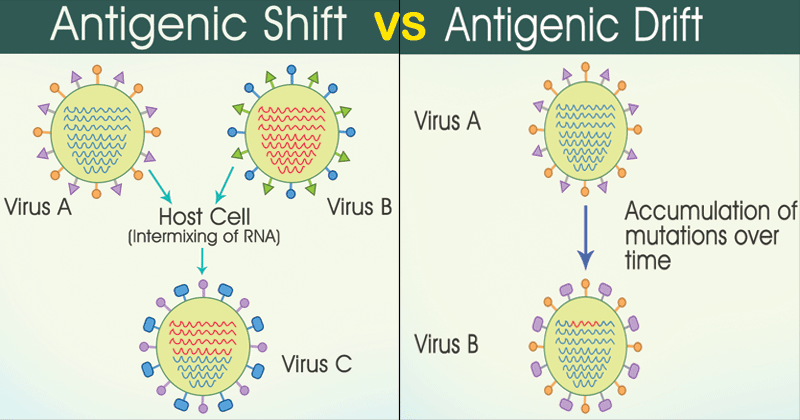 Antigenic Shift vs Antigenic Drift
Virus A
Virus B
Host Cell
(Intermixing of RNA)
Virus C
Virus A
Accumulation of
mutations over
time
Virus B